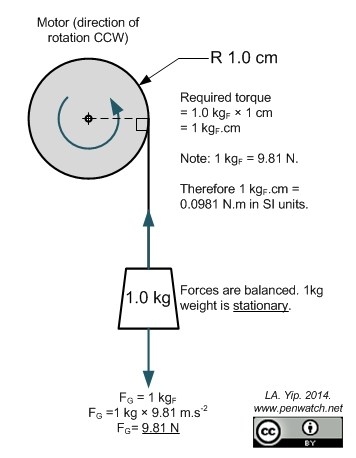 Motor (direction of
rotation CCW)
R 1.0 cm
Required torque
= 1.0 kgF × 1 cm
= 1 kgF.cm
Note: 1 kgF = 9.81 N.
Therefore 1 kgF.cm =
0.0981 N.m in SI units.
1.0 kg
Forces are balanced. 1kg
weight is stationary.
FG = 1 kgF
FG =1 kg × 9.81 m.s-2
FG= 9.81 N
LA. Yip. 2014.
www.penwatch.net
cc
BY